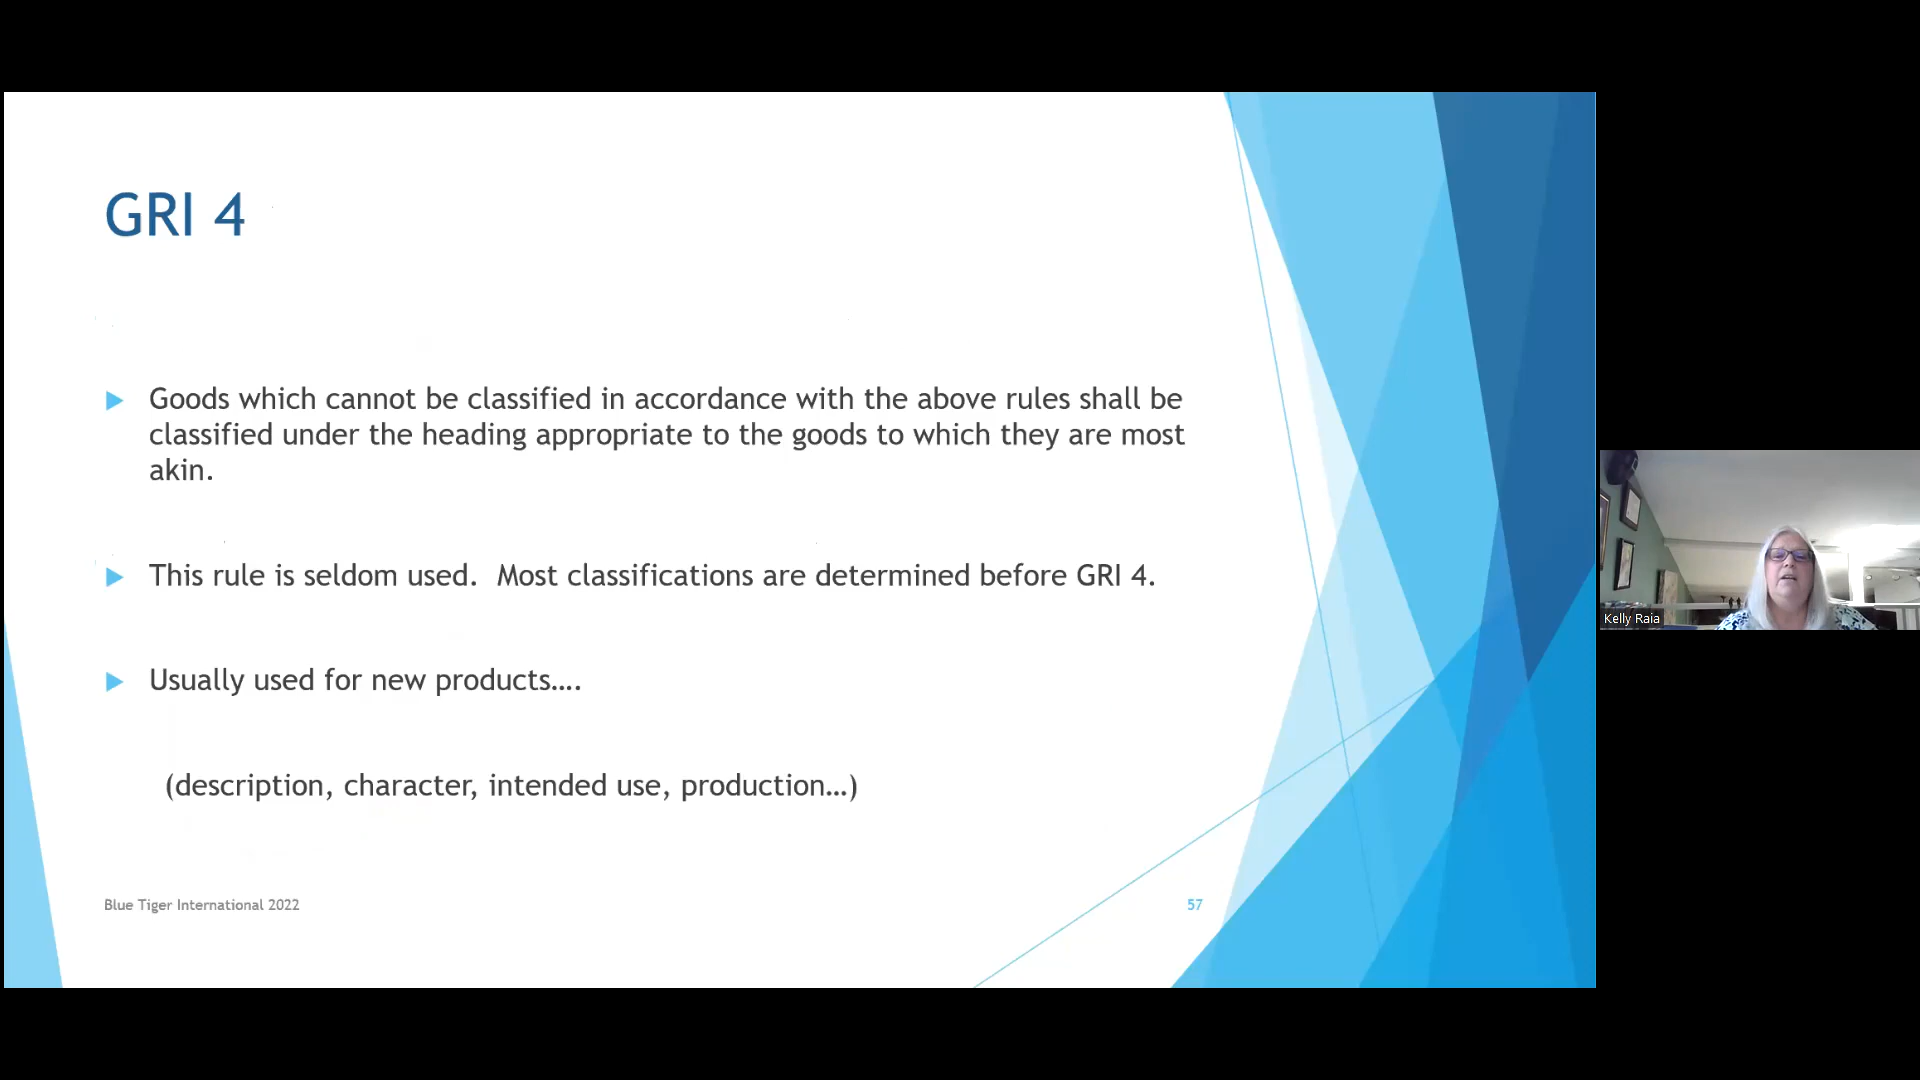 GRI 4
Goods which cannot be classified in accordance with the above rules shall be
classified under the heading appropriate to the goods to which they are most
akin.
This rule is seldom used.  Most classifications are determined before GRI 4.
Usually used for new products….
(description, character, intended use, production…)
Blue Tiger International 2022
57
Kelly Raia